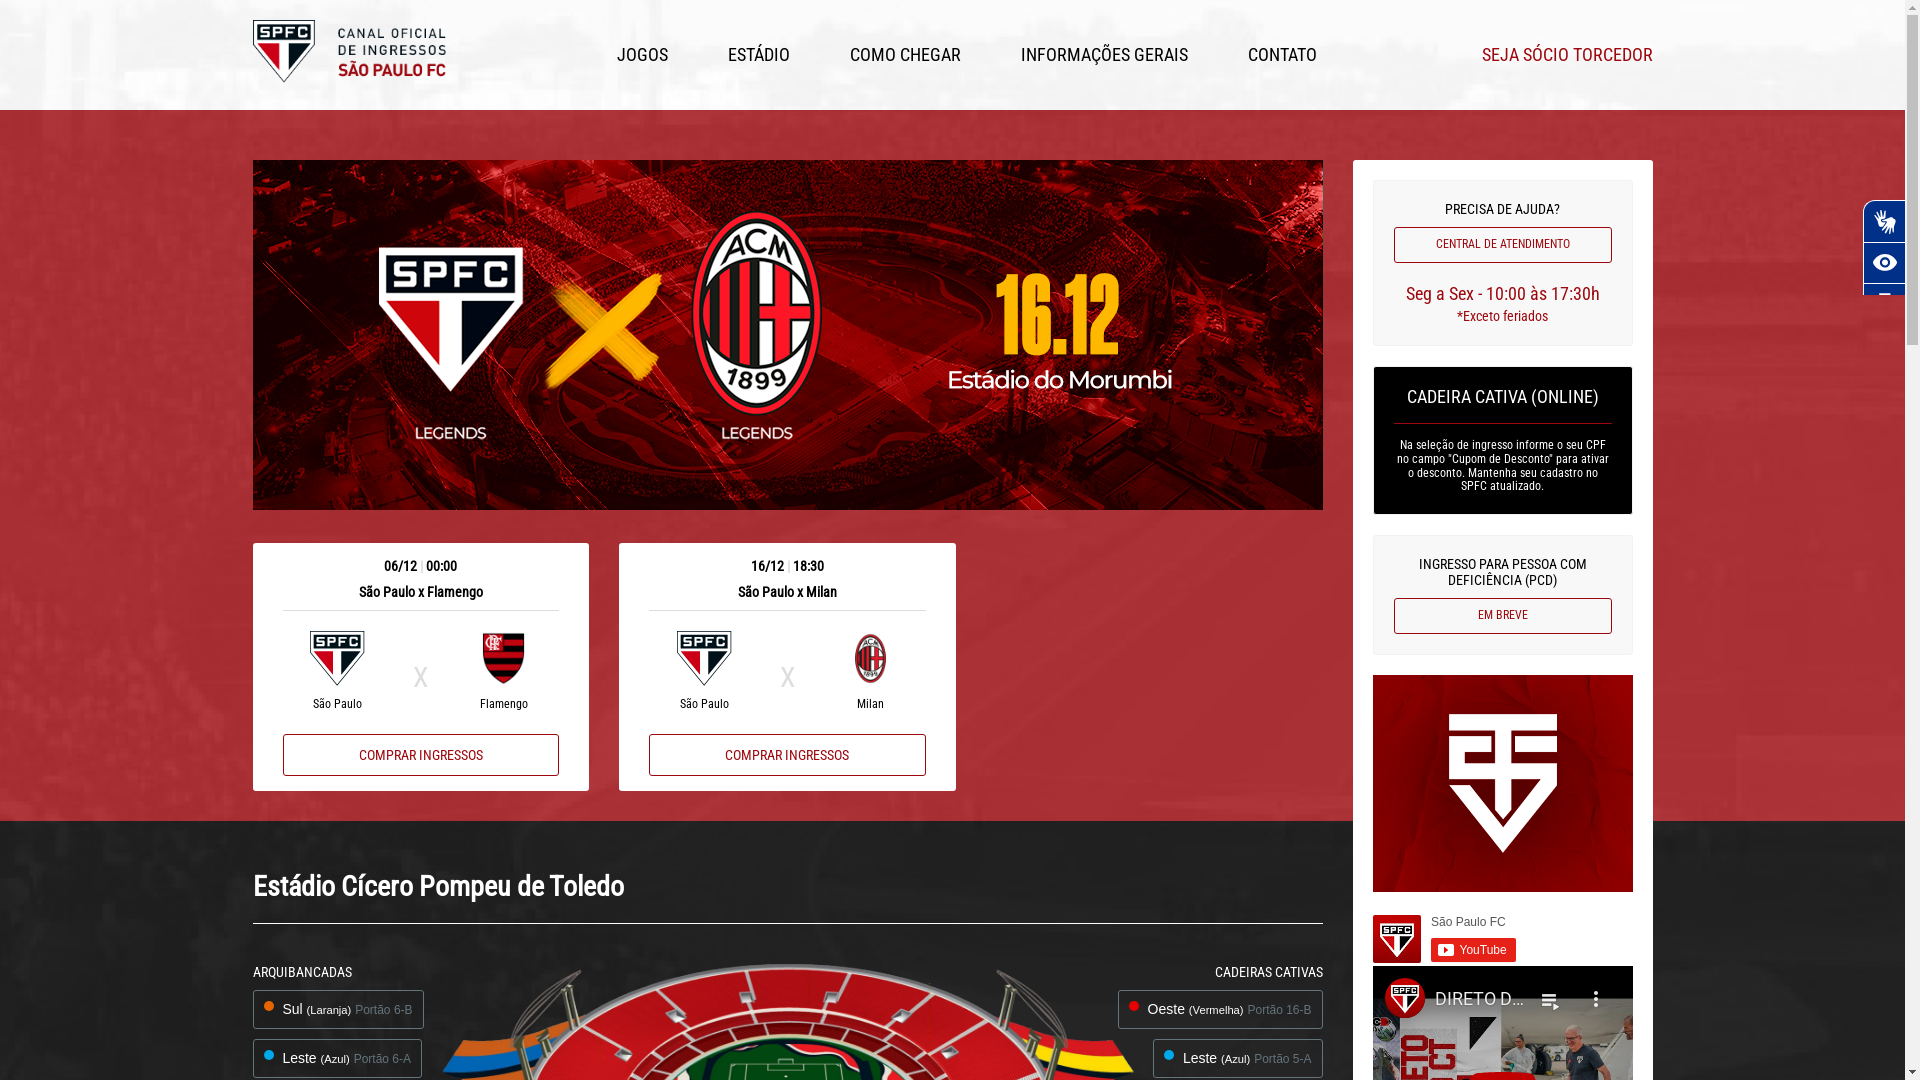 SPFC
CANAL OFICIAL
DE INGRESSOS
SÃO PAULO FC
JOGOS
ESTÁDIO
COMO CHEGAR
INFORMAÇÕES GERAIS
CONTATO
SEJA SÓCIO TORCEDOR
SPFC
LEGENDS
ACM
1899
LEGENDS
16.12
Estádio do Morumbi
PRECISA DE AJUDA?
CENTRAL DE ATENDIMENTO
Seg a Sex - 10:00 às 17:30h
*Exceto feriados
CADEIRA CATIVA (ONLINE)
Na seleção de ingresso informe o seu CPF
no campo "Cupom de Desconto" para ativar
o desconto. Mantenha seu cadastro no
SPFC atualizado.
INGRESSO PARA PESSOA COM
DEFICIÊNCIA (PCD)
EM BREVE
06/12 | 00:00
São Paulo x Flamengo
SPFC
X
São Paulo
Flamengo
COMPRAR INGRESSOS
16/12 | 18:30
São Paulo x Milan
SPFC
X
ACM
1899
São Paulo
Milan
COMPRAR INGRESSOS
Estádio Cícero Pompeu de Toledo
ARQUIBANCADAS
Sul (Laranja) Portão 6-B
Leste (Azul) Portão 6-A
CADEIRAS CATIVAS
Oeste (Vermelha) Portão 16-B
Leste (Azul) Portão 5-A
SPFC
São Paulo FC
YouTube
SPFC
DIRETO D...